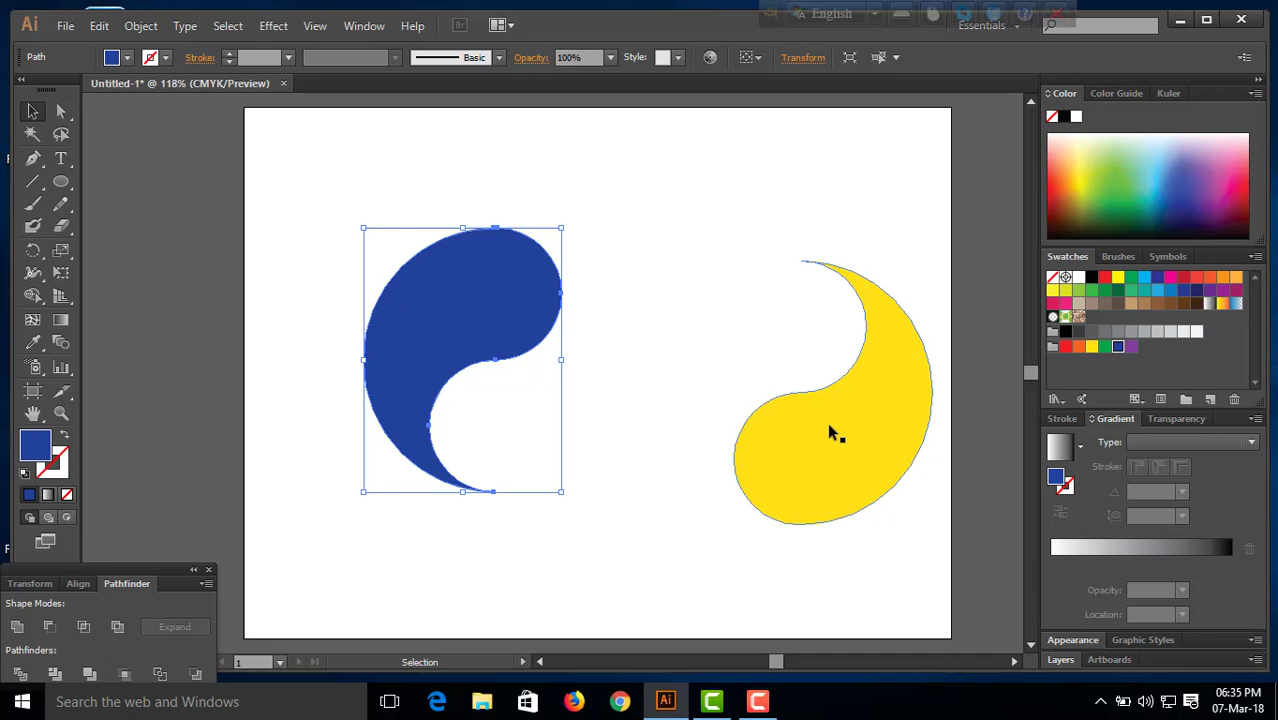 English
Ai File Edit Object Type Select Effect View Window Help Br Essentials
Path Stroke: Basic Opacity: 100% Style: Transform
Untitled-1* @ 118% (CMYK/Preview)
Color Color Guide Kuler
Swatches Brushes Symbols
Stroke Gradient Transparency
Type:
Stroke:
Opacity:
Location:
Transform Align Pathfinder
Shape Modes:
Expand
Pathfinders:
Appearance Graphic Styles
Layers Artboards
1 Selection
Search the web and Windows
Ai
06:35 PM
07-Mar-18